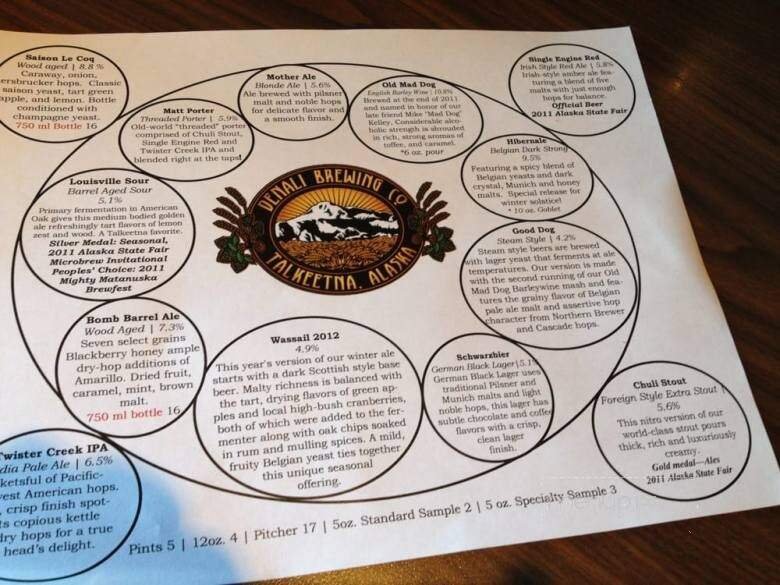 Saison Le Coq
Wood aged | 8.8 %
Caraway, onion,
ersbrucker hops. Classic
saison yeast, tart green
apple, and lemon. Bottle
conditioned with
champagne yeast.
750 ml Bottle 16
Matt Porter
Threaded Porter | 5.9%
Old-world "threaded" porter
comprised of Chuli Stout,
Single Engine Red and
Twister Creek IPA and
blended right at the taps!
Mother Ale
Blonde Ale | 5.6%
Ale brewed with pilsner
malt and noble hops
for delicate flavor and
a smooth finish.
Old Mad Dog
English Barley Wine | 10.8%
Brewed at the end of 2011
and named in honor of our
late friend Mike "Mad Dog"
Kelley. Considerable alco-
holic strength is shrouded
in rich, strong aromas of
toffee, and caramel.
*6 oz. pour
Single Engine Red
Irish Style Red Ale | 5.8%
Irish-style amber ale fea-
turing a blend of five
malts with just enough
hops for balance.
Official Beer
2011 Alaska State Fair
Hibernale
Belgian Dark Strong
9.5%
Featuring a spicy blend of
Belgian yeasts and dark
crystal, Munich and honey
malts. Special release for
winter solstice!
* 10 oz. Goblet
Louisville Sour
Barrel Aged Sour
5.1%
Primary fermentation in American
Oak gives this medium bodied golden
ale refreshingly tart flavors of lemon
zest and wood. A Talkeetna favorite.
Silver Medal: Seasonal,
2011 Alaska State Fair
Microbrew Invitational
Peoples' Choice: 2011
Mighty Matanuska
Brewfest
DENALI BREWING CO
TALKEETNA, ALASKA
Good Dog
Steam Style | 4.2%
Steam style beers are brewed
with lager yeast that ferments at ale
temperatures. Our version is made
with the second running of our Old
Mad Dog Barleywine mash and fea-
tures the grainy flavor of Belgian
pale ale malt and assertive hop
character from Northern Brewer
and Cascade hops.
Bomb Barrel Ale
Wood Aged | 7.3%
Seven select grains
Blackberry honey ample
dry-hop additions of
Amarillo. Dried fruit,
caramel, mint, brown
malt.
750 ml bottle 16
Wassail 2012
4.9%
This year's version of our winter ale
starts with a dark Scottish style base
beer. Malty richness is balanced with
the tart, drying flavors of green ap-
ples and local high-bush cranberries,
both of which were added to the fer-
menter along with oak chips soaked
in rum and mulling spices. A mild,
fruity Belgian yeast ties together
this unique seasonal
offering.
Schwarzbier
German Black Lager|5.1%
German Black Lager uses
traditional Pilsner and
Munich malts and light
noble hops, this lager has
subtle chocolate and coffee
flavors with a crisp,
clean lager
finish.
Chuli Stout
Foreign Style Extra Stout |
5.6%
This nitro version of our
world-class stout pours
thick, rich and luxuriously
creamy.
Gold medal—Ales
2011 Alaska State Fair
Twister Creek IPA
dia Pale Ale | 6.5%
ketsful of Pacific-
west American hops.
, crisp finish spot-
ts copious kettle
dry hops for a true
head's delight.
Pints 5 | 12oz. 4 | Pitcher 17 | 5oz. Standard Sample 2 | 5 oz. Specialty Sample 3